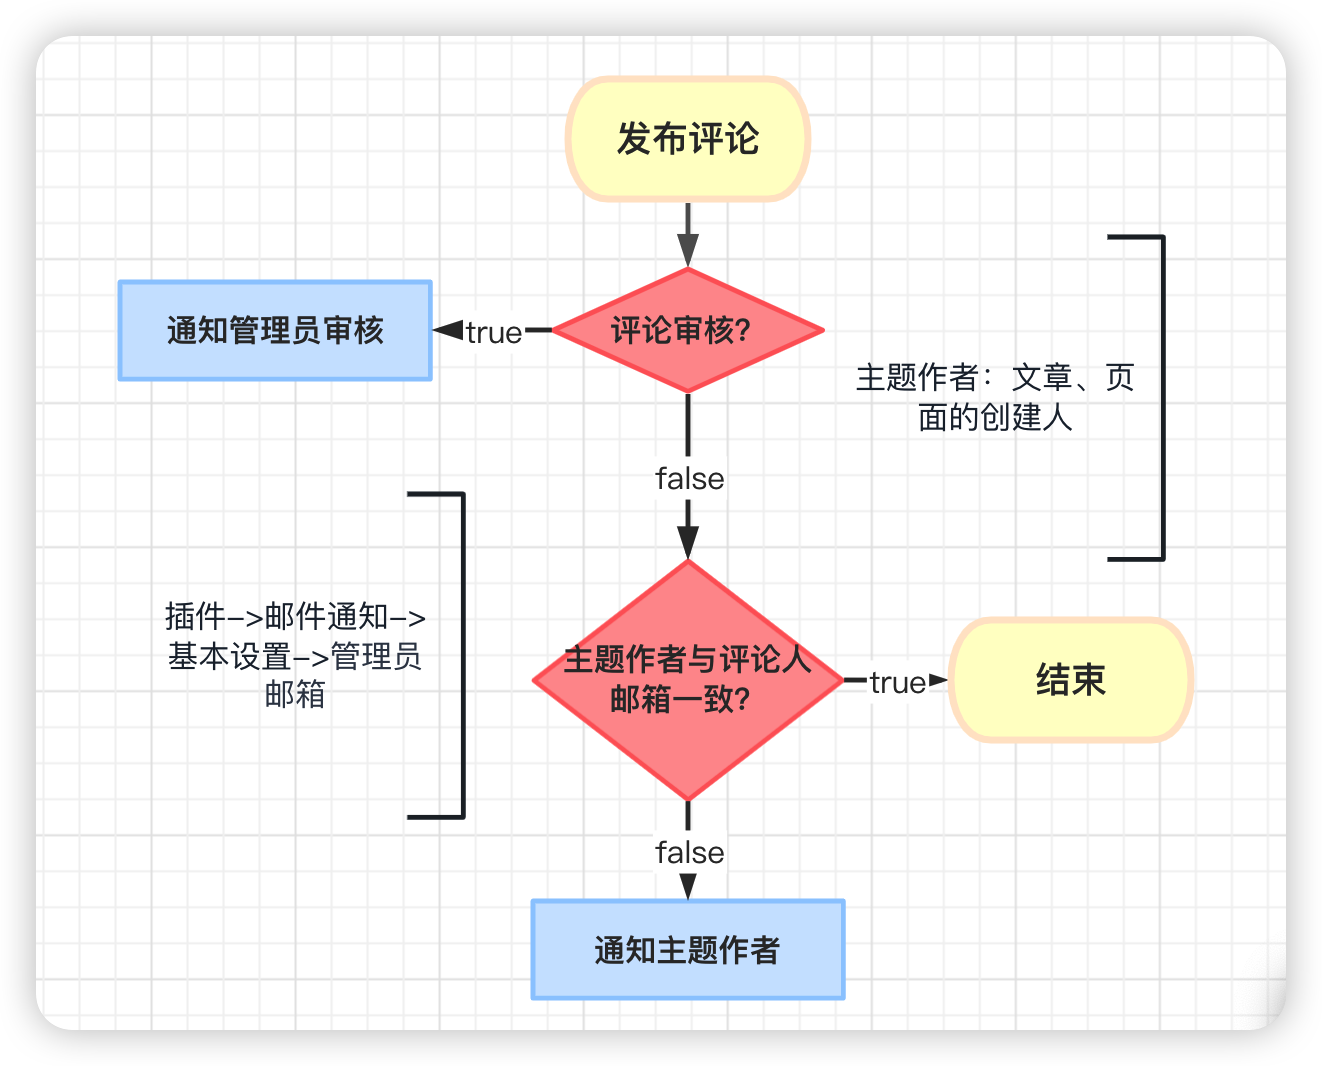 发布评论
通知管理员审核
true
评论审核?
主题作者：文章、页
面的创建人
false
插件->邮件通知->
基本设置->管理员
邮箱
主题作者与评论人
邮箱一致?
true
结束
false
通知主题作者